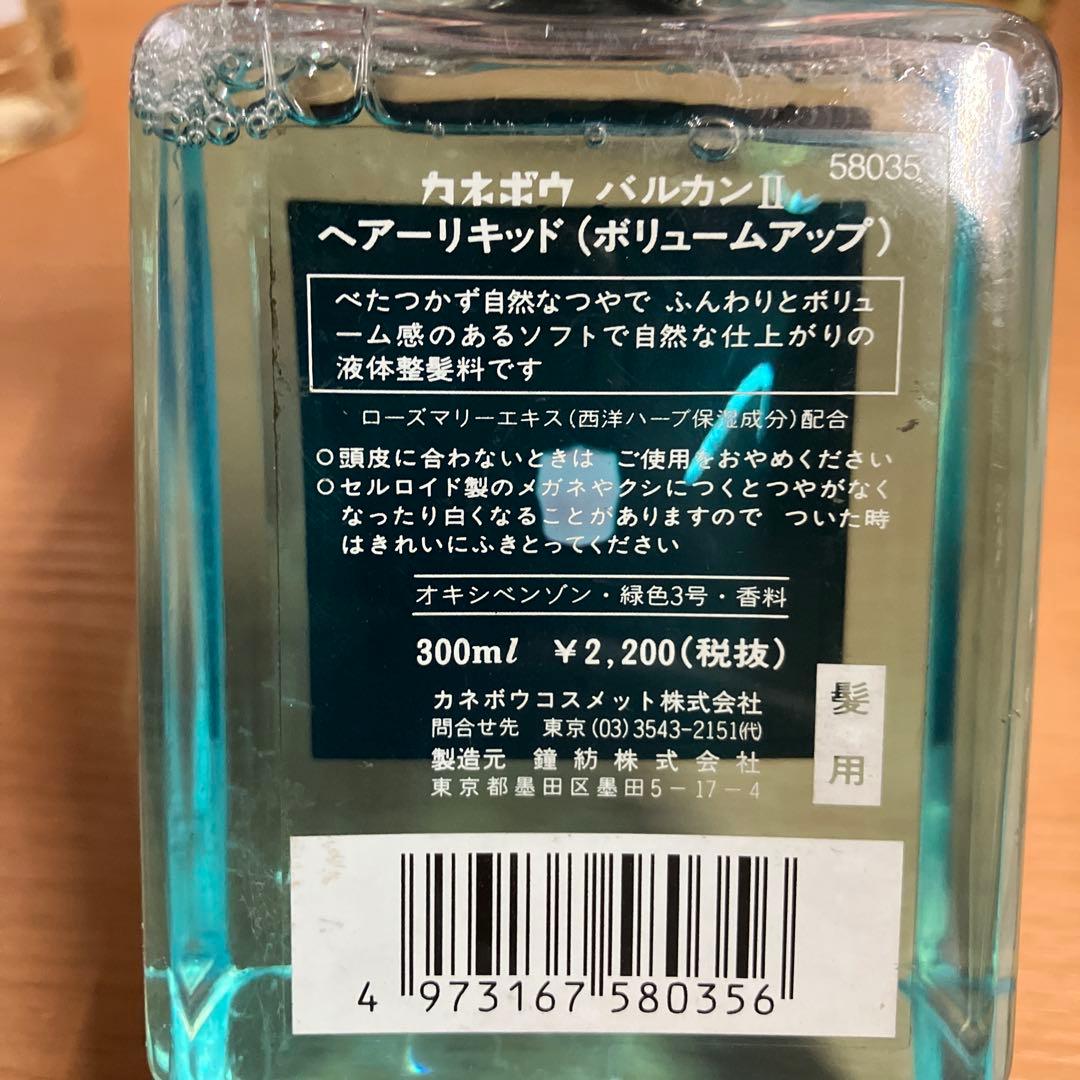 58035
カネボウ バルカンⅡ
ヘアーリキッド(ボリュームアップ)
べたつかず自然なつやで ふんわりとボリュ
ーム感のあるソフトで自然な仕上がりの
液体整髪料です
ローズマリーエキス(西洋ハーブ保湿成分)配合
○頭皮に合わないときは ご使用をおやめください
○セルロイド製のメガネやクシにつくとつやがなく
なったり白くなることがありますので ついた時
はきれいにふきとってください
オキシベンゾン・緑色3号・香料
300ml ¥2,200(税抜)
カネボウコスメット株式会社
問合せ先 東京(03)3543-2151㈹
製造元 鐘紡株式会社
東京都墨田区墨田5-17-4
髪用
4 973167 580356